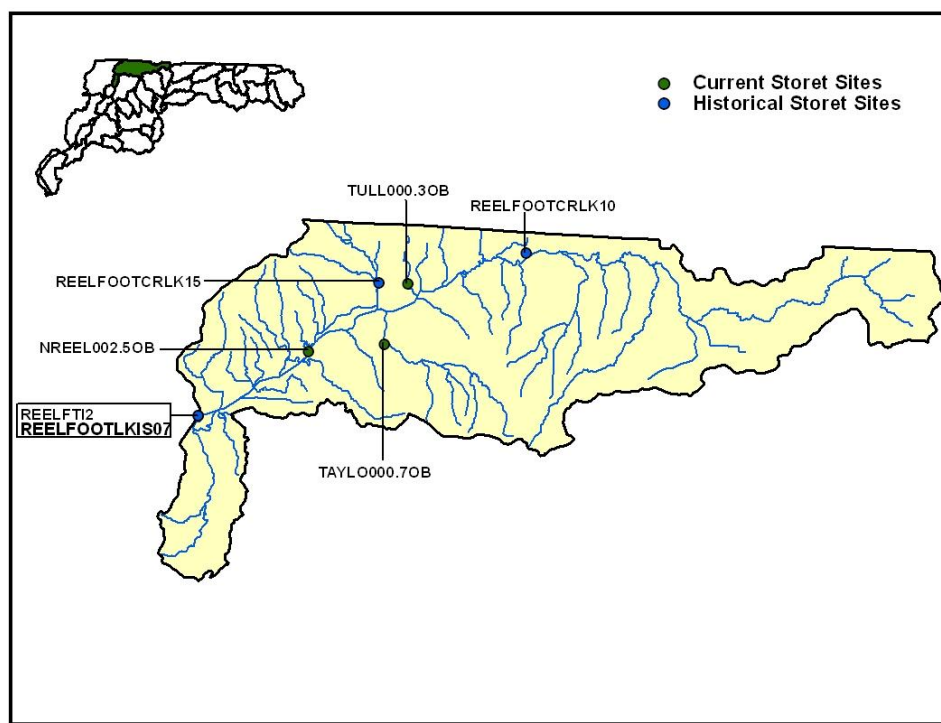 Current Storet Sites
Historical Storet Sites
TULL000.3OB
REELFOOTCRLK10
REELFOOTCRLK15
NREEL002.5OB
REELFTI2
REELFOOTLKIS07
TAYLO000.7OB